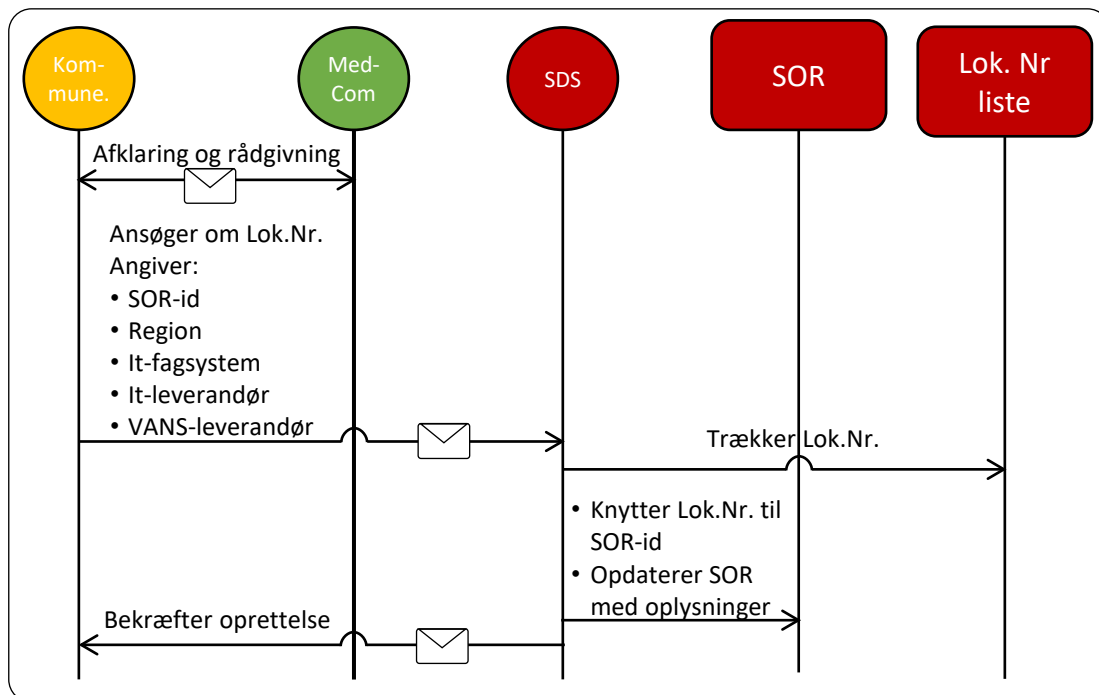 Kom-
mune.
Med-
Com
SDS
SOR
Lok. Nr
liste
Afklaring og rådgivning
Ansøger om Lok.Nr.
Angiver:
• SOR-id
• Region
• It-fagsystem
• It-leverandør
• VANS-leverandør
Trækker Lok.Nr.
• Knytter Lok.Nr. til
SOR-id
• Opdaterer SOR
med oplysninger
Bekræfter oprettelse